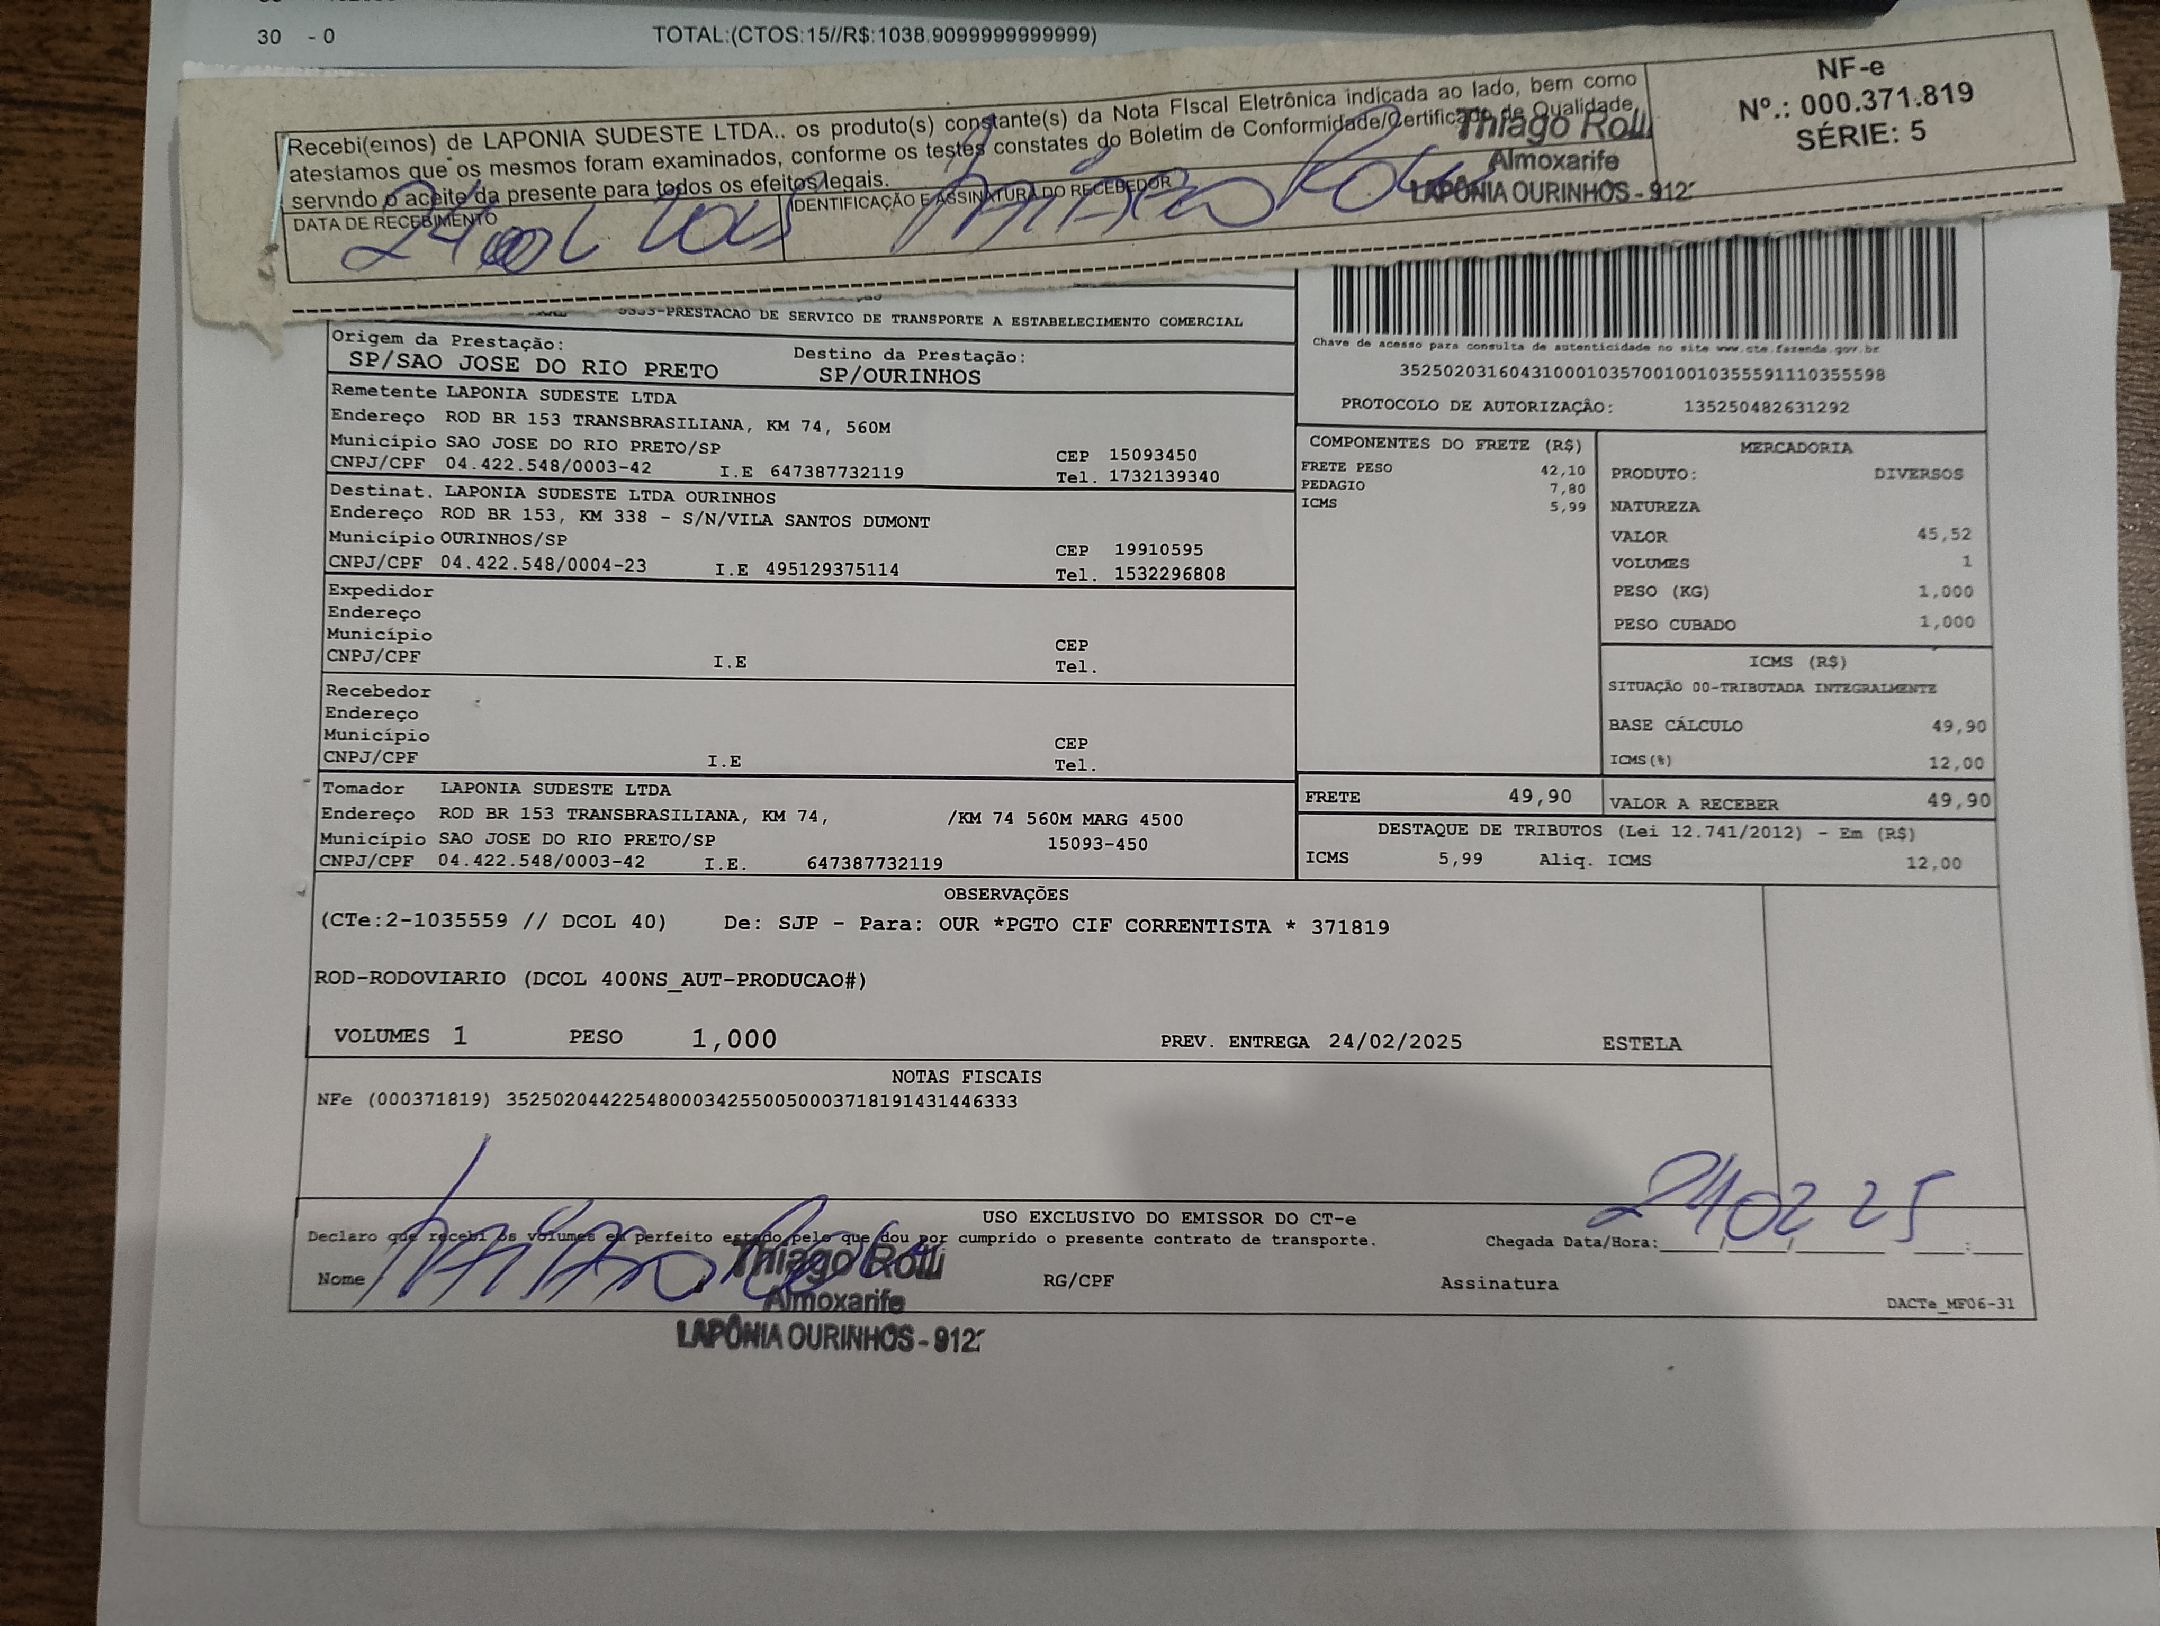 30 - 0 TOTAL:(CTOS:15//R$:1038.9099999999999)
Recebi(emos) de LAPONIA SUDESTE LTDA.. os produto(s) constante(s) da Nota FIscal Eletrônica indicada ao lado, bem como
atestamos que os mesmos foram examinados, conforme os testes constates do Boletim de Conformidade/Certificado de Qualidade,
servndo o aceite da presente para todos os efeitos legais.
DATA DE RECEBIMENTO
IDENTIFICAÇÃO E ASSINATURA DO RECEBEDOR
Thiago Rolli
Almoxarife
LAPÔNIA OURINHOS - 912
NF-e
Nº.: 000.371.819
SÉRIE: 5
-PRESTACAO DE SERVICO DE TRANSPORTE A ESTABELECIMENTO COMERCIAL
Origem da Prestação:
SP/SAO JOSE DO RIO PRETO
Destino da Prestação:
SP/OURINHOS
Chave de acesso para consulta de autenticidade no site www.cte.fazenda.gov.br
35250203160431000103570010010355591110355598
PROTOCOLO DE AUTORIZAÇÃO: 135250482631292
Remetente LAPONIA SUDESTE LTDA
Endereço ROD BR 153 TRANSBRASILIANA, KM 74, 560M
Município SAO JOSE DO RIO PRETO/SP CEP 15093450
CNPJ/CPF 04.422.548/0003-42 I.E 647387732119 Tel. 1732139340
Destinat. LAPONIA SUDESTE LTDA OURINHOS
Endereço ROD BR 153, KM 338 - S/N/VILA SANTOS DUMONT
Município OURINHOS/SP CEP 19910595
CNPJ/CPF 04.422.548/0004-23 I.E 495129375114 Tel. 1532296808
Expedidor
Endereço
Município CEP
CNPJ/CPF I.E Tel.
Recebedor
Endereço
Município CEP
CNPJ/CPF I.E Tel.
Tomador LAPONIA SUDESTE LTDA
Endereço ROD BR 153 TRANSBRASILIANA, KM 74, /KM 74 560M MARG 4500
Município SAO JOSE DO RIO PRETO/SP 15093-450
CNPJ/CPF 04.422.548/0003-42 I.E. 647387732119
COMPONENTES DO FRETE (R$)
FRETE PESO 42,10
PEDAGIO 7,80
ICMS 5,99
MERCADORIA
PRODUTO: DIVERSOS
NATUREZA
VALOR 45,52
VOLUMES 1
PESO (KG) 1,000
PESO CUBADO 1,000
ICMS (R$)
SITUAÇÃO 00-TRIBUTADA INTEGRALMENTE
BASE CÁLCULO 49,90
ICMS(%) 12,00
FRETE 49,90 VALOR A RECEBER 49,90
DESTAQUE DE TRIBUTOS (Lei 12.741/2012) - Em (R$)
ICMS 5,99 Aliq. ICMS 12,00
OBSERVAÇÕES
(CTe:2-1035559 // DCOL 40) De: SJP - Para: OUR *PGTO CIF CORRENTISTA * 371819
ROD-RODOVIARIO (DCOL 400NS_AUT-PRODUCAO#)
VOLUMES 1 PESO 1,000 PREV. ENTREGA 24/02/2025 ESTELA
NOTAS FISCAIS
NFe (000371819) 35250204422548000342550050003718191431446333
USO EXCLUSIVO DO EMISSOR DO CT-e
Declaro que recebi os volumes em perfeito estado pelo que dou por cumprido o presente contrato de transporte.
Chegada Data/Hora: 24 02 25
Nome RG/CPF Assinatura
Thiago Rolli
Almoxarife
LAPÔNIA OURINHOS - 912
DACTe_MF06-31